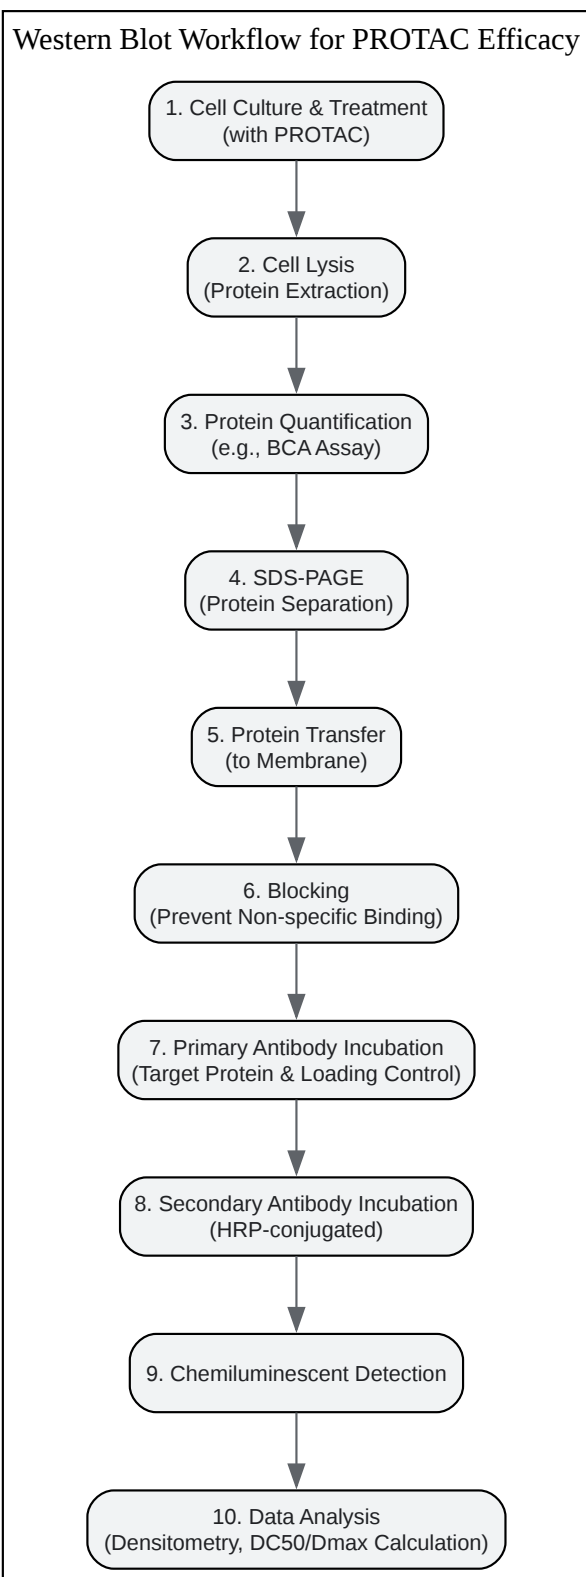 Western Blot Workflow for PROTAC Efficacy
1. Cell Culture & Treatment
(with PROTAC)
2. Cell Lysis
(Protein Extraction)
3. Protein Quantification
(e.g., BCA Assay)
4. SDS-PAGE
(Protein Separation)
5. Protein Transfer
(to Membrane)
6. Blocking
(Prevent Non-specific Binding)
7. Primary Antibody Incubation
(Target Protein & Loading Control)
8. Secondary Antibody Incubation
(HRP-conjugated)
9. Chemiluminescent Detection
10. Data Analysis
(Densitometry, DC50/Dmax Calculation)